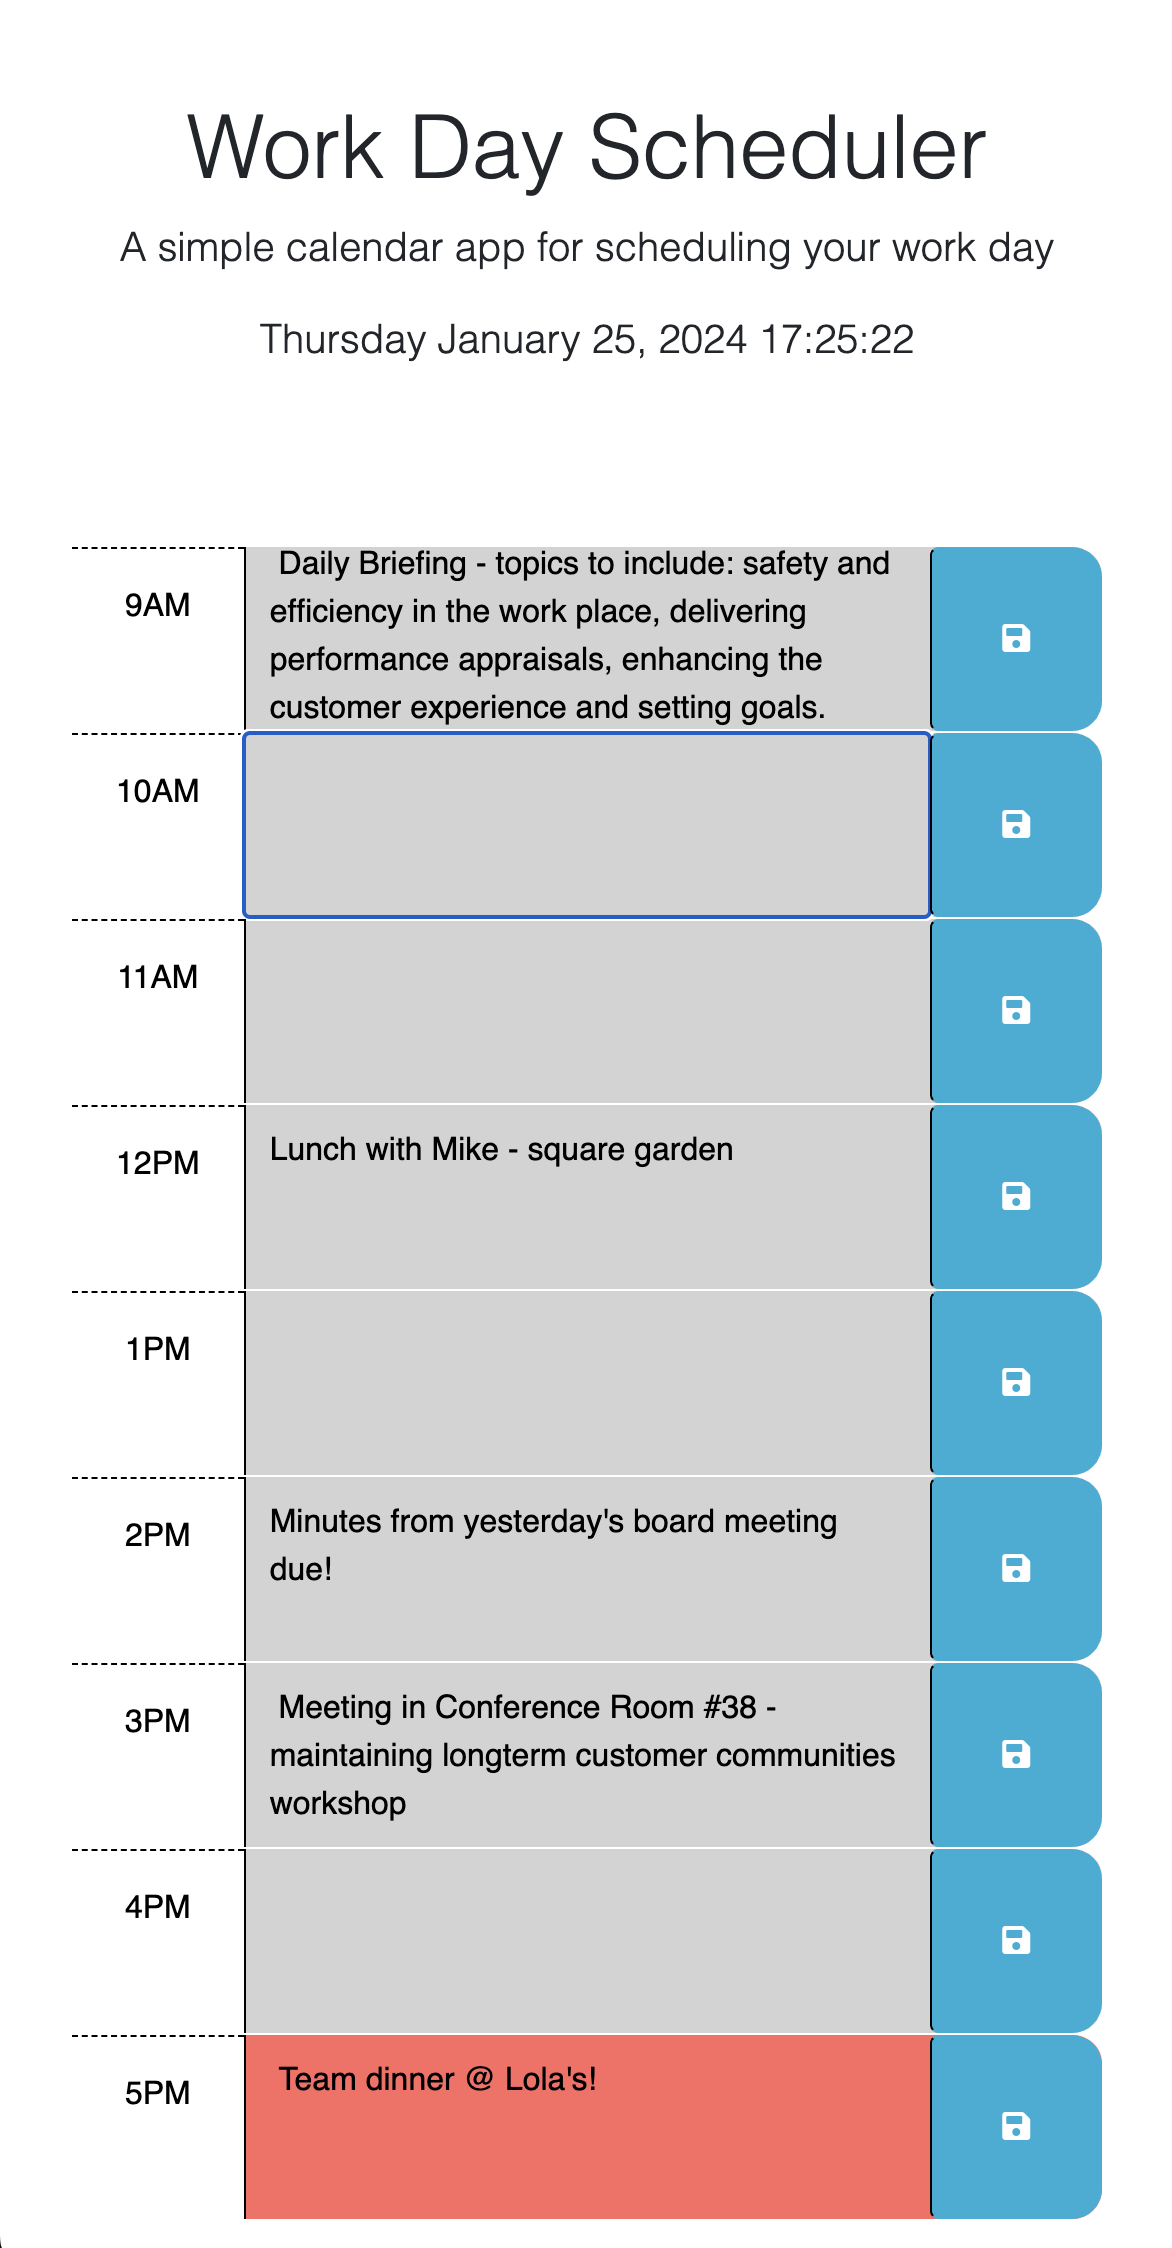 Work Day Scheduler
A simple calendar app for scheduling your work day
Thursday January 25, 2024 17:25:22
9AM
Daily Briefing - topics to include: safety and
efficiency in the work place, delivering
performance appraisals, enhancing the
customer experience and setting goals.
10AM
11AM
12PM
Lunch with Mike - square garden
1PM
2PM
Minutes from yesterday's board meeting
due!
3PM
Meeting in Conference Room #38 -
maintaining longterm customer communities
workshop
4PM
5PM
Team dinner @ Lola's!